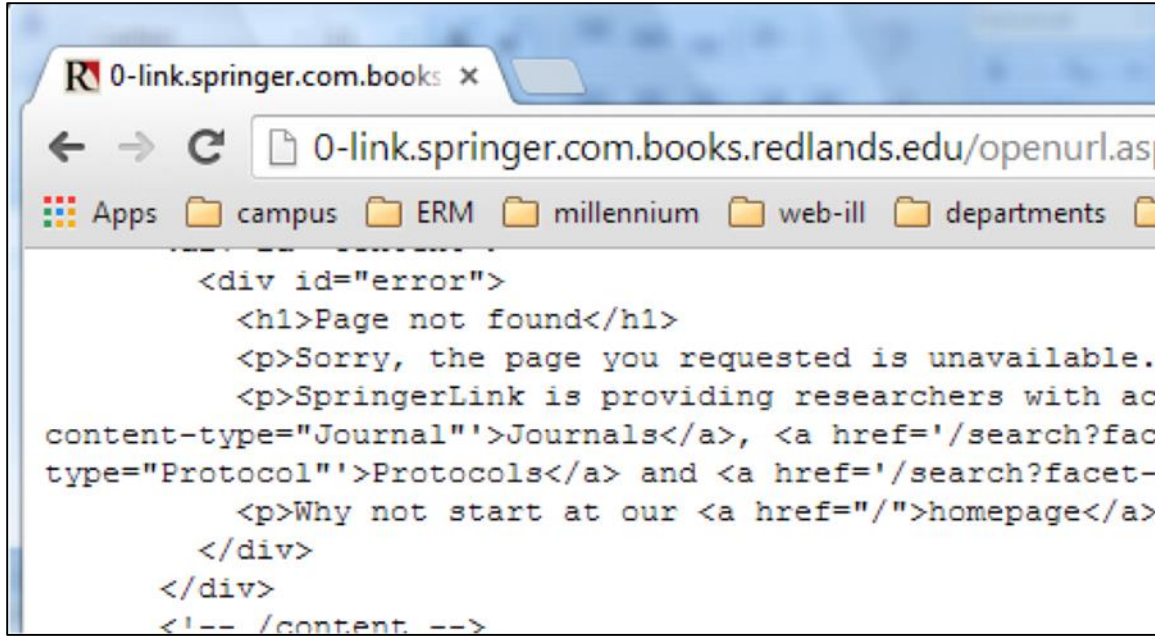 0-link.springer.com.books
0-link.springer.com.books.redlands.edu/openurl.asp
Apps campus ERM millennium web-ill departments
<div id="error">
<h1>Page not found</h1>
<p>Sorry, the page you requested is unavailable.
<p>SpringerLink is providing researchers with ac
content-type="Journal"'>Journals</a>, <a href='/search?fac
type="Protocol"'>Protocols</a> and <a href='/search?facet-
<p>Why not start at our <a href="/">homepage</a>
</div>
</div>
<!-- /content -->